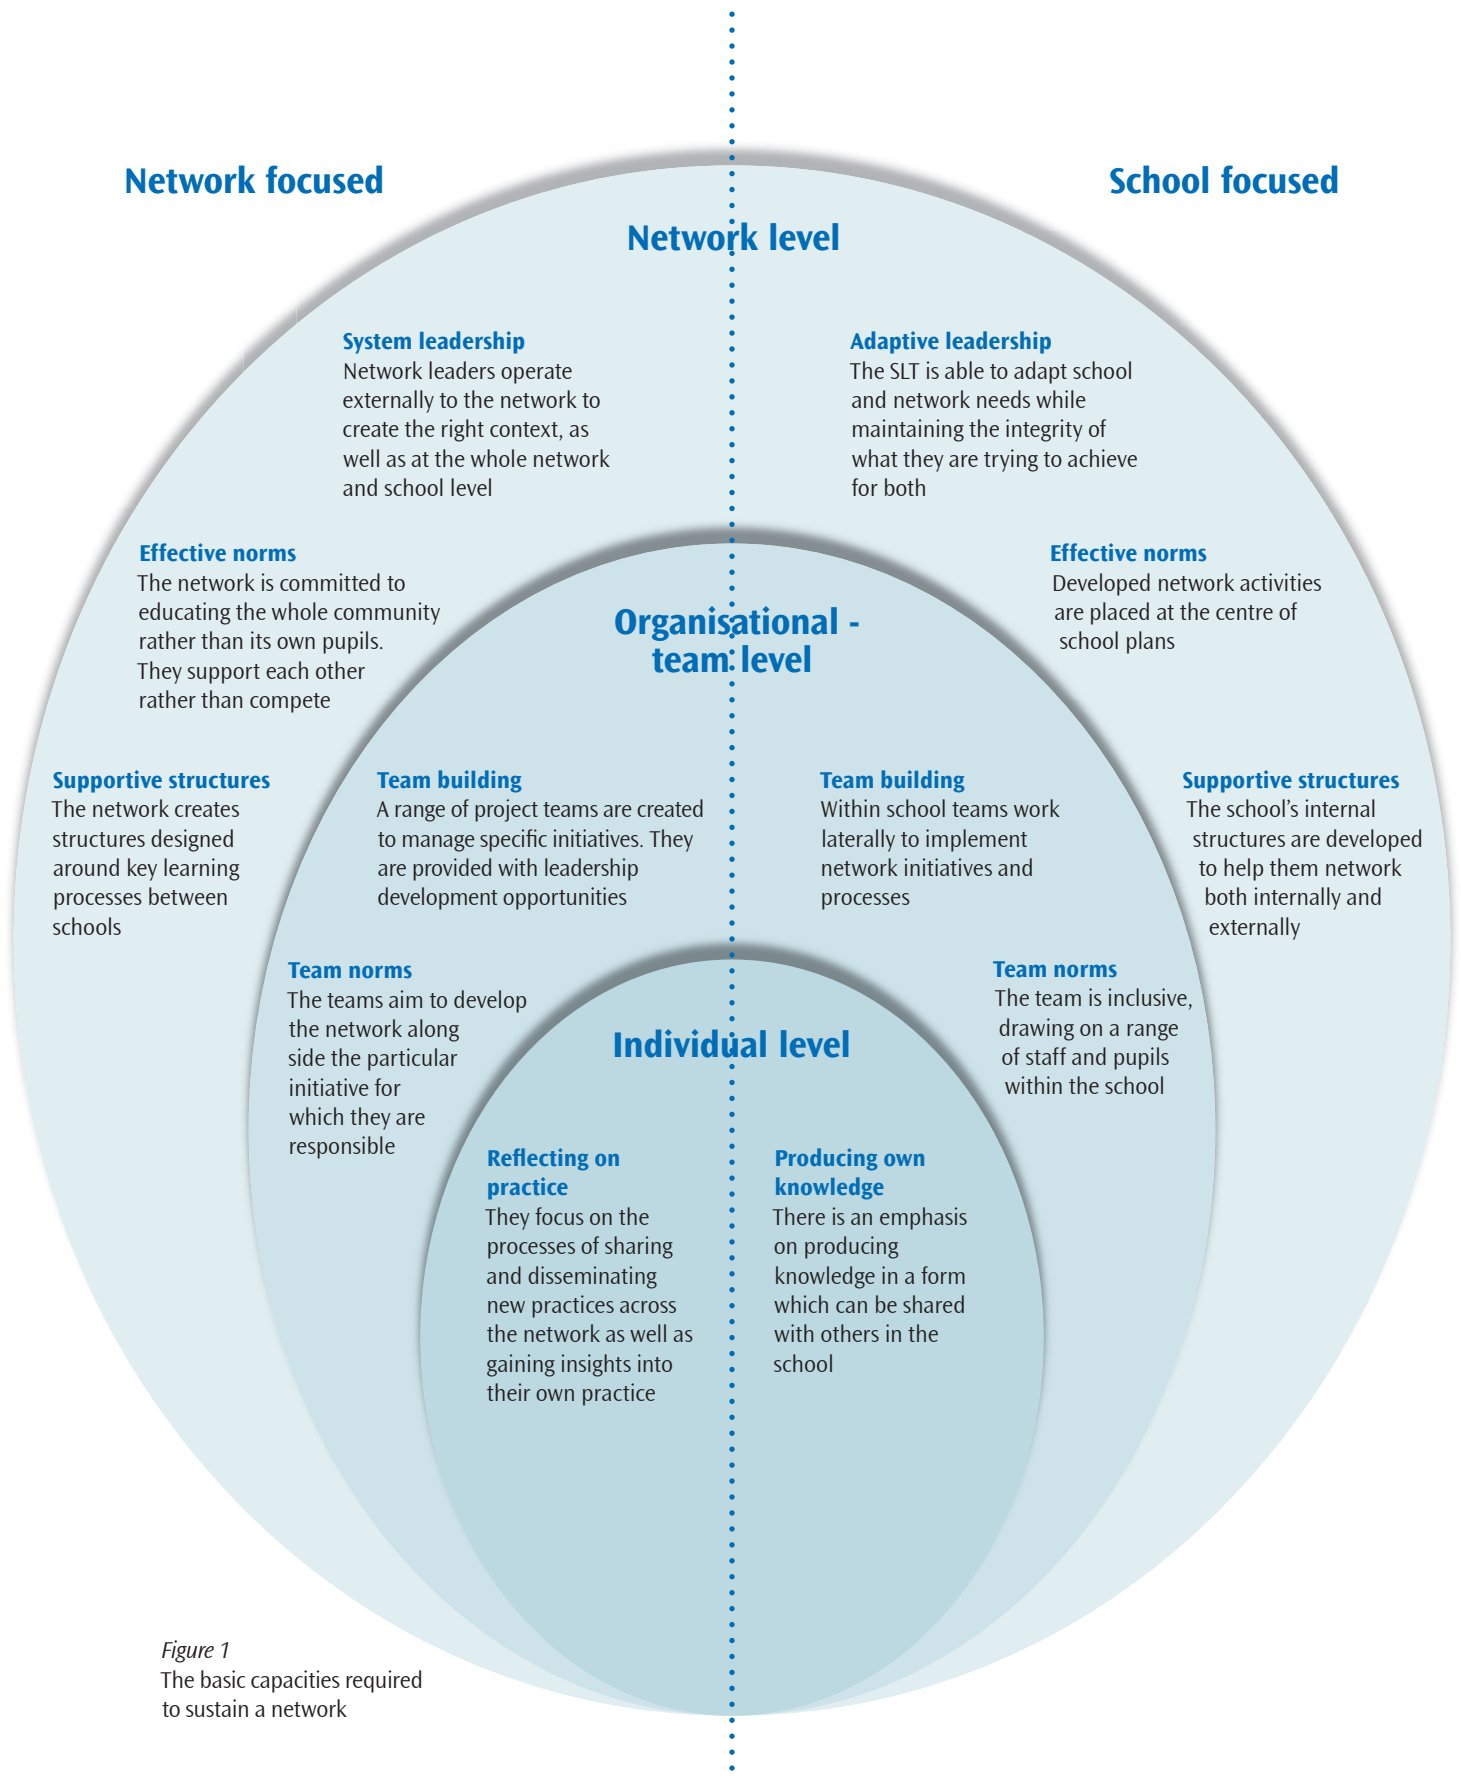 Network focused
School focused
Network level
System leadership
Network leaders operate
externally to the network to
create the right context, as
well as at the whole network
and school level
Adaptive leadership
The SLT is able to adapt school
and network needs while
maintaining the integrity of
what they are trying to achieve
for both
Effective norms
The network is committed to
educating the whole community
rather than its own pupils.
They support each other
rather than compete
Effective norms
Developed network activities
are placed at the centre of
school plans
Organisational -
team level
Supportive structures
The network creates
structures designed
around key learning
processes between
schools
Team building
A range of project teams are created
to manage specific initiatives. They
are provided with leadership
development opportunities
Team building
Within school teams work
laterally to implement
network initiatives and
processes
Supportive structures
The school’s internal
structures are developed
to help them network
both internally and
externally
Team norms
The teams aim to develop
the network along
side the particular
initiative for
which they are
responsible
Team norms
The team is inclusive,
drawing on a range
of staff and pupils
within the school
Individual level
Reflecting on
practice
They focus on the
processes of sharing
and disseminating
new practices across
the network as well as
gaining insights into
their own practice
Producing own
knowledge
There is an emphasis
on producing
knowledge in a form
which can be shared
with others in the
school
Figure 1
The basic capacities required
to sustain a network